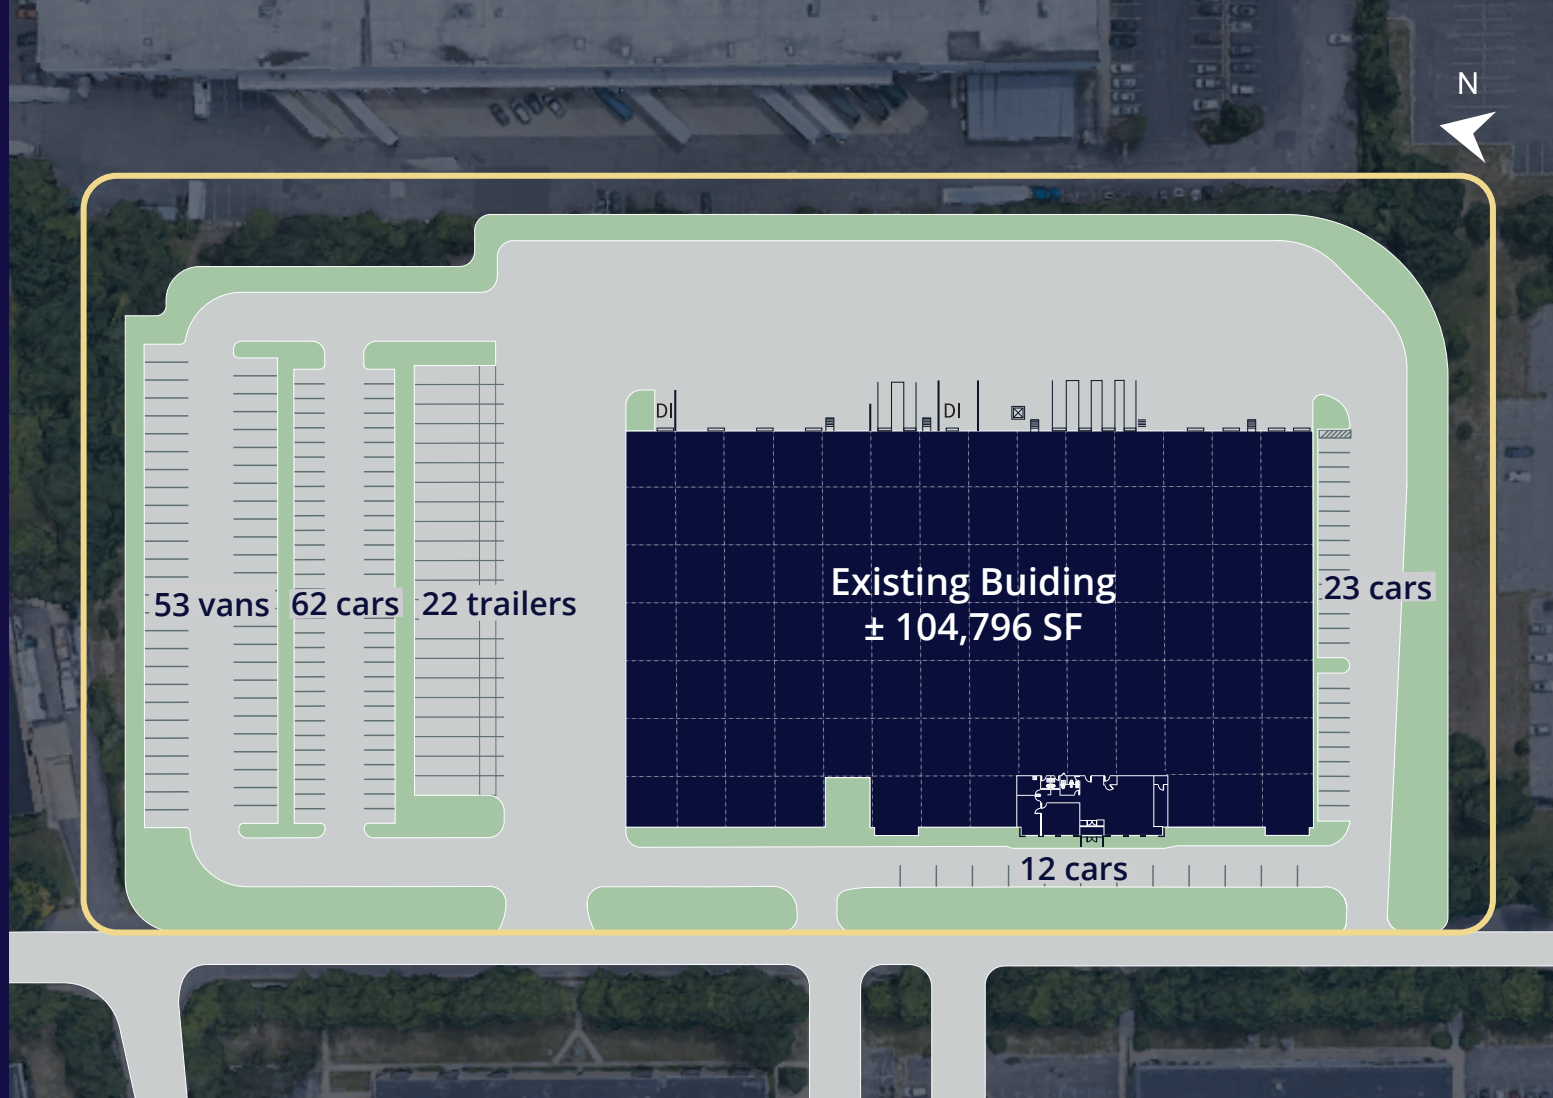 N
DI
DI
Existing Buiding
± 104,796 SF
53 vans
62 cars
22 trailers
23 cars
12 cars